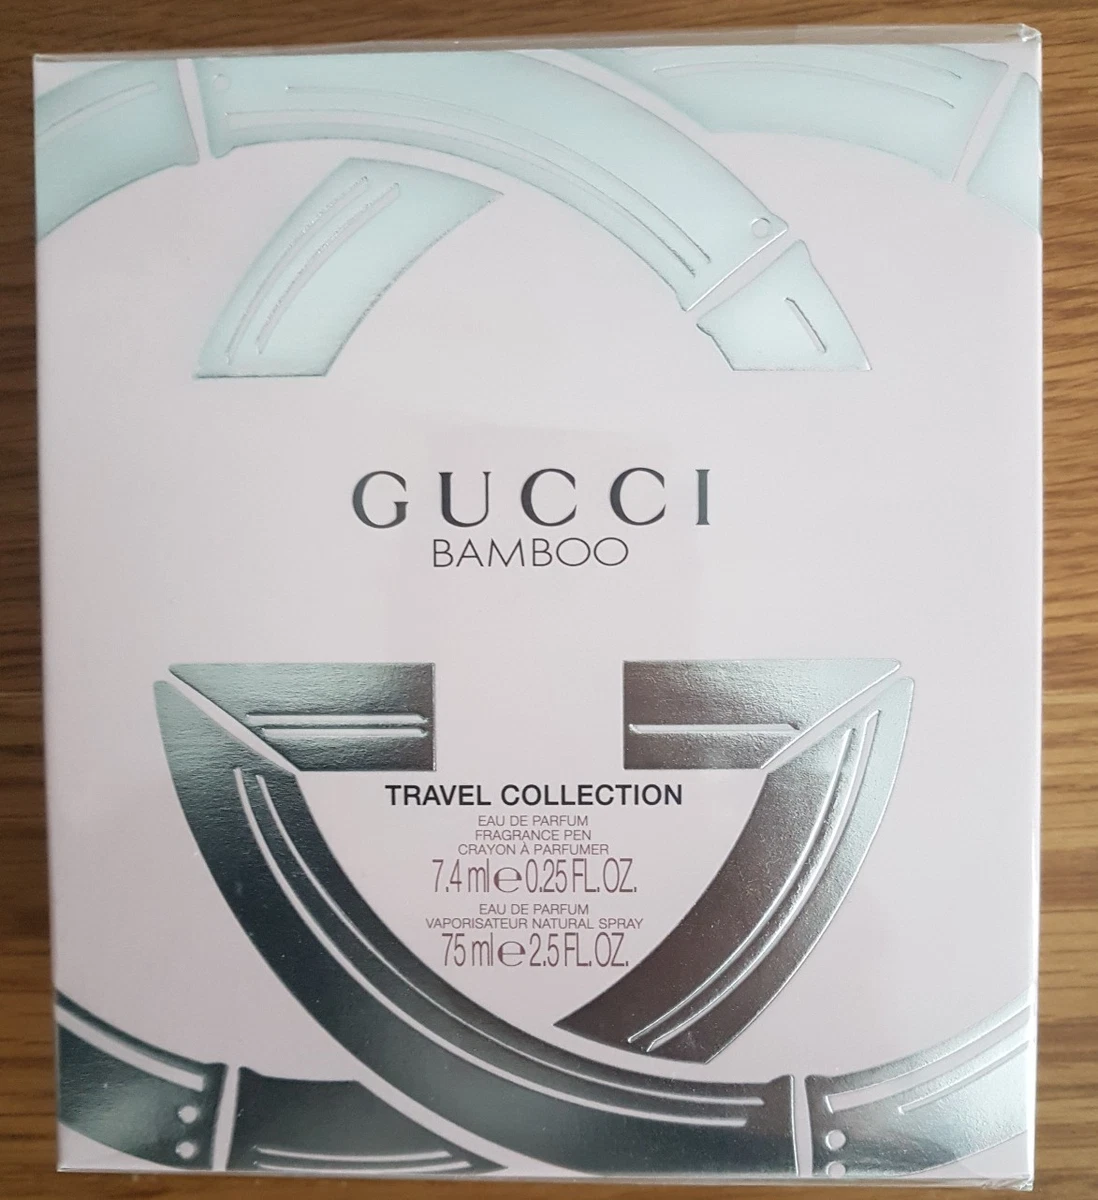 GUCCI
BAMBOO
TRAVEL COLLECTION
EAU DE PARFUM
FRAGRANCE PEN
CRAYON À PARFUMER
7.4 ml ℮ 0.25 FL. OZ.
EAU DE PARFUM
VAPORISATEUR NATURAL SPRAY
75 ml ℮ 2.5 FL. OZ.